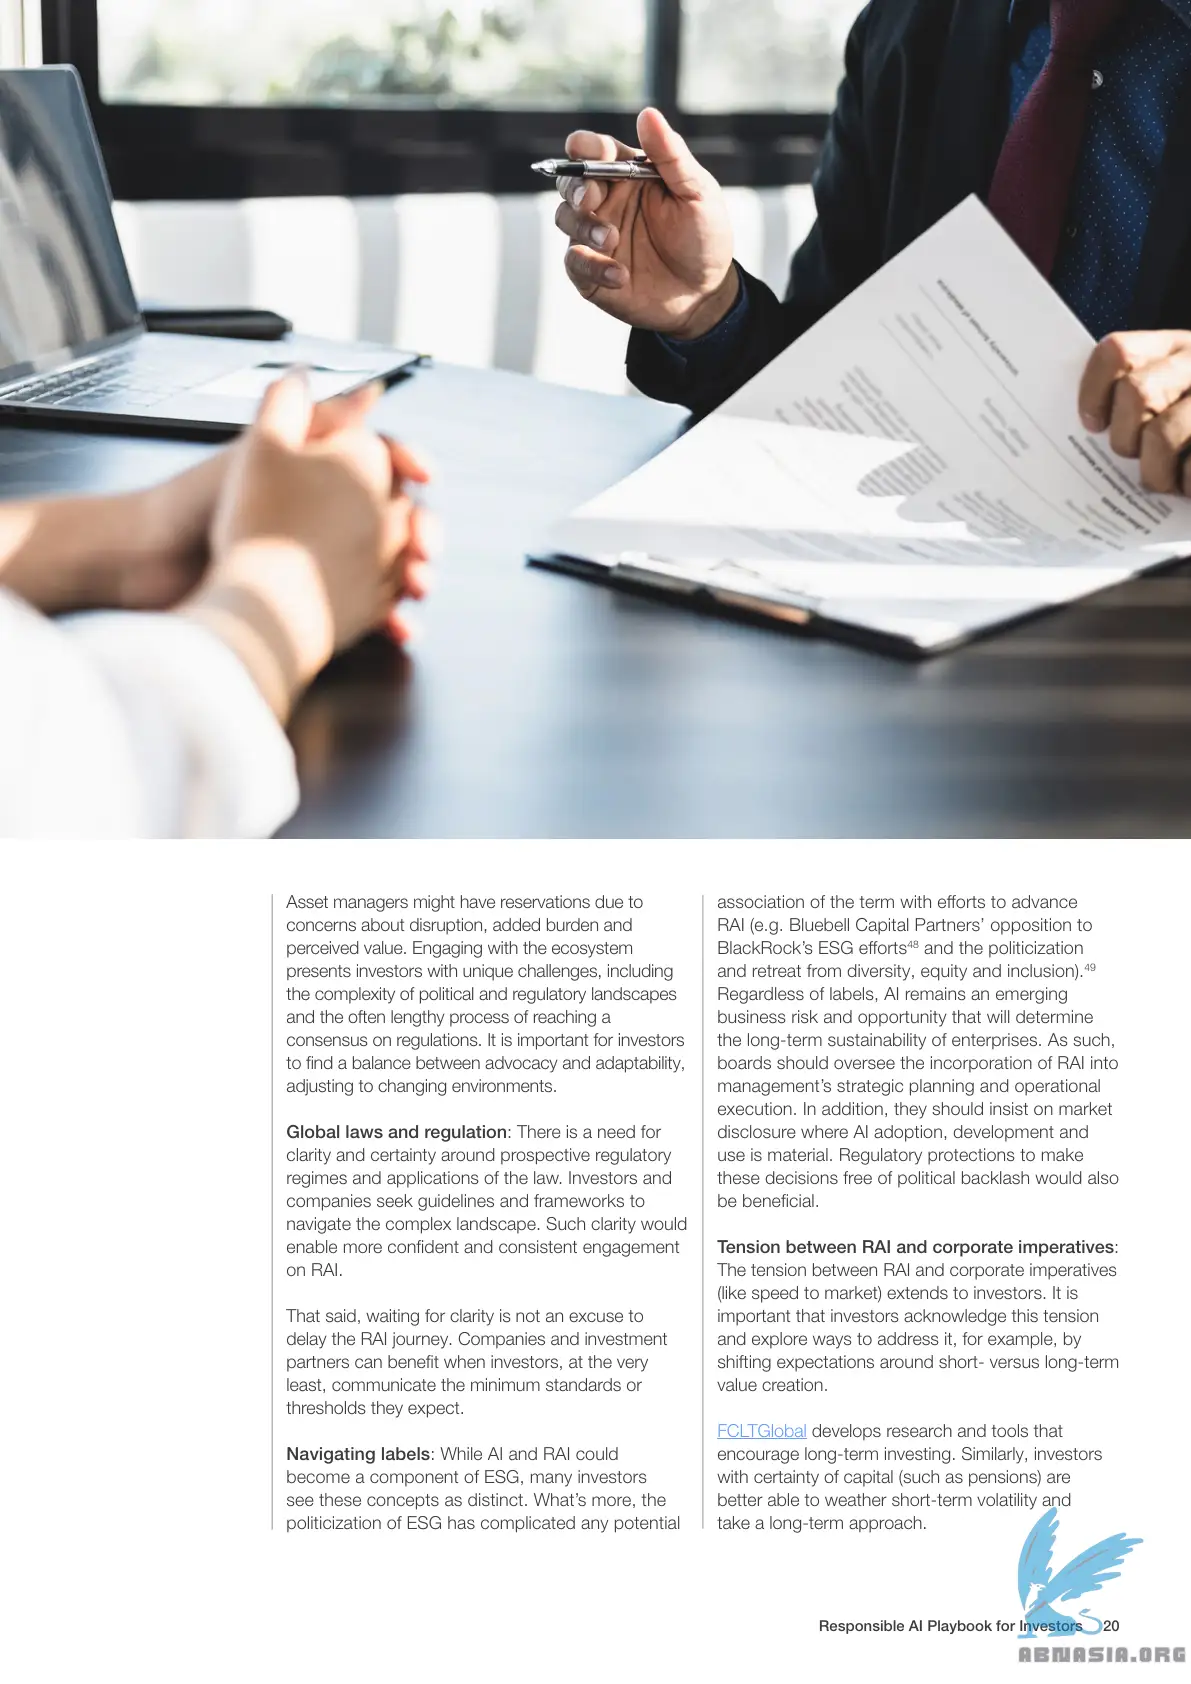 Asset managers might have reservations due to
concerns about disruption, added burden and
perceived value. Engaging with the ecosystem
presents investors with unique challenges, including
the complexity of political and regulatory landscapes
and the often lengthy process of reaching a
consensus on regulations. It is important for investors
to find a balance between advocacy and adaptability,
adjusting to changing environments.
Global laws and regulation: There is a need for
clarity and certainty around prospective regulatory
regimes and applications of the law. Investors and
companies seek guidelines and frameworks to
navigate the complex landscape. Such clarity would
enable more confident and consistent engagement
on RAI.
That said, waiting for clarity is not an excuse to
delay the RAI journey. Companies and investment
partners can benefit when investors, at the very
least, communicate the minimum standards or
thresholds they expect.
Navigating labels: While AI and RAI could
become a component of ESG, many investors
see these concepts as distinct. What's more, the
politicization of ESG has complicated any potential
association of the term with efforts to advance
RAI (e.g. Bluebell Capital Partners' opposition to
BlackRock's ESG efforts⁴⁸ and the politicization
and retreat from diversity, equity and inclusion).⁴⁹
Regardless of labels, AI remains an emerging
business risk and opportunity that will determine
the long-term sustainability of enterprises. As such,
boards should oversee the incorporation of RAI into
management's strategic planning and operational
execution. In addition, they should insist on market
disclosure where AI adoption, development and
use is material. Regulatory protections to make
these decisions free of political backlash would also
be beneficial.
Tension between RAI and corporate imperatives:
The tension between RAI and corporate imperatives
(like speed to market) extends to investors. It is
important that investors acknowledge this tension
and explore ways to address it, for example, by
shifting expectations around short- versus long-term
value creation.
FCLTGlobal develops research and tools that
encourage long-term investing. Similarly, investors
with certainty of capital (such as pensions) are
better able to weather short-term volatility and
take a long-term approach.
Responsible AI Playbook for Investors 20
ABNASIA.ORG